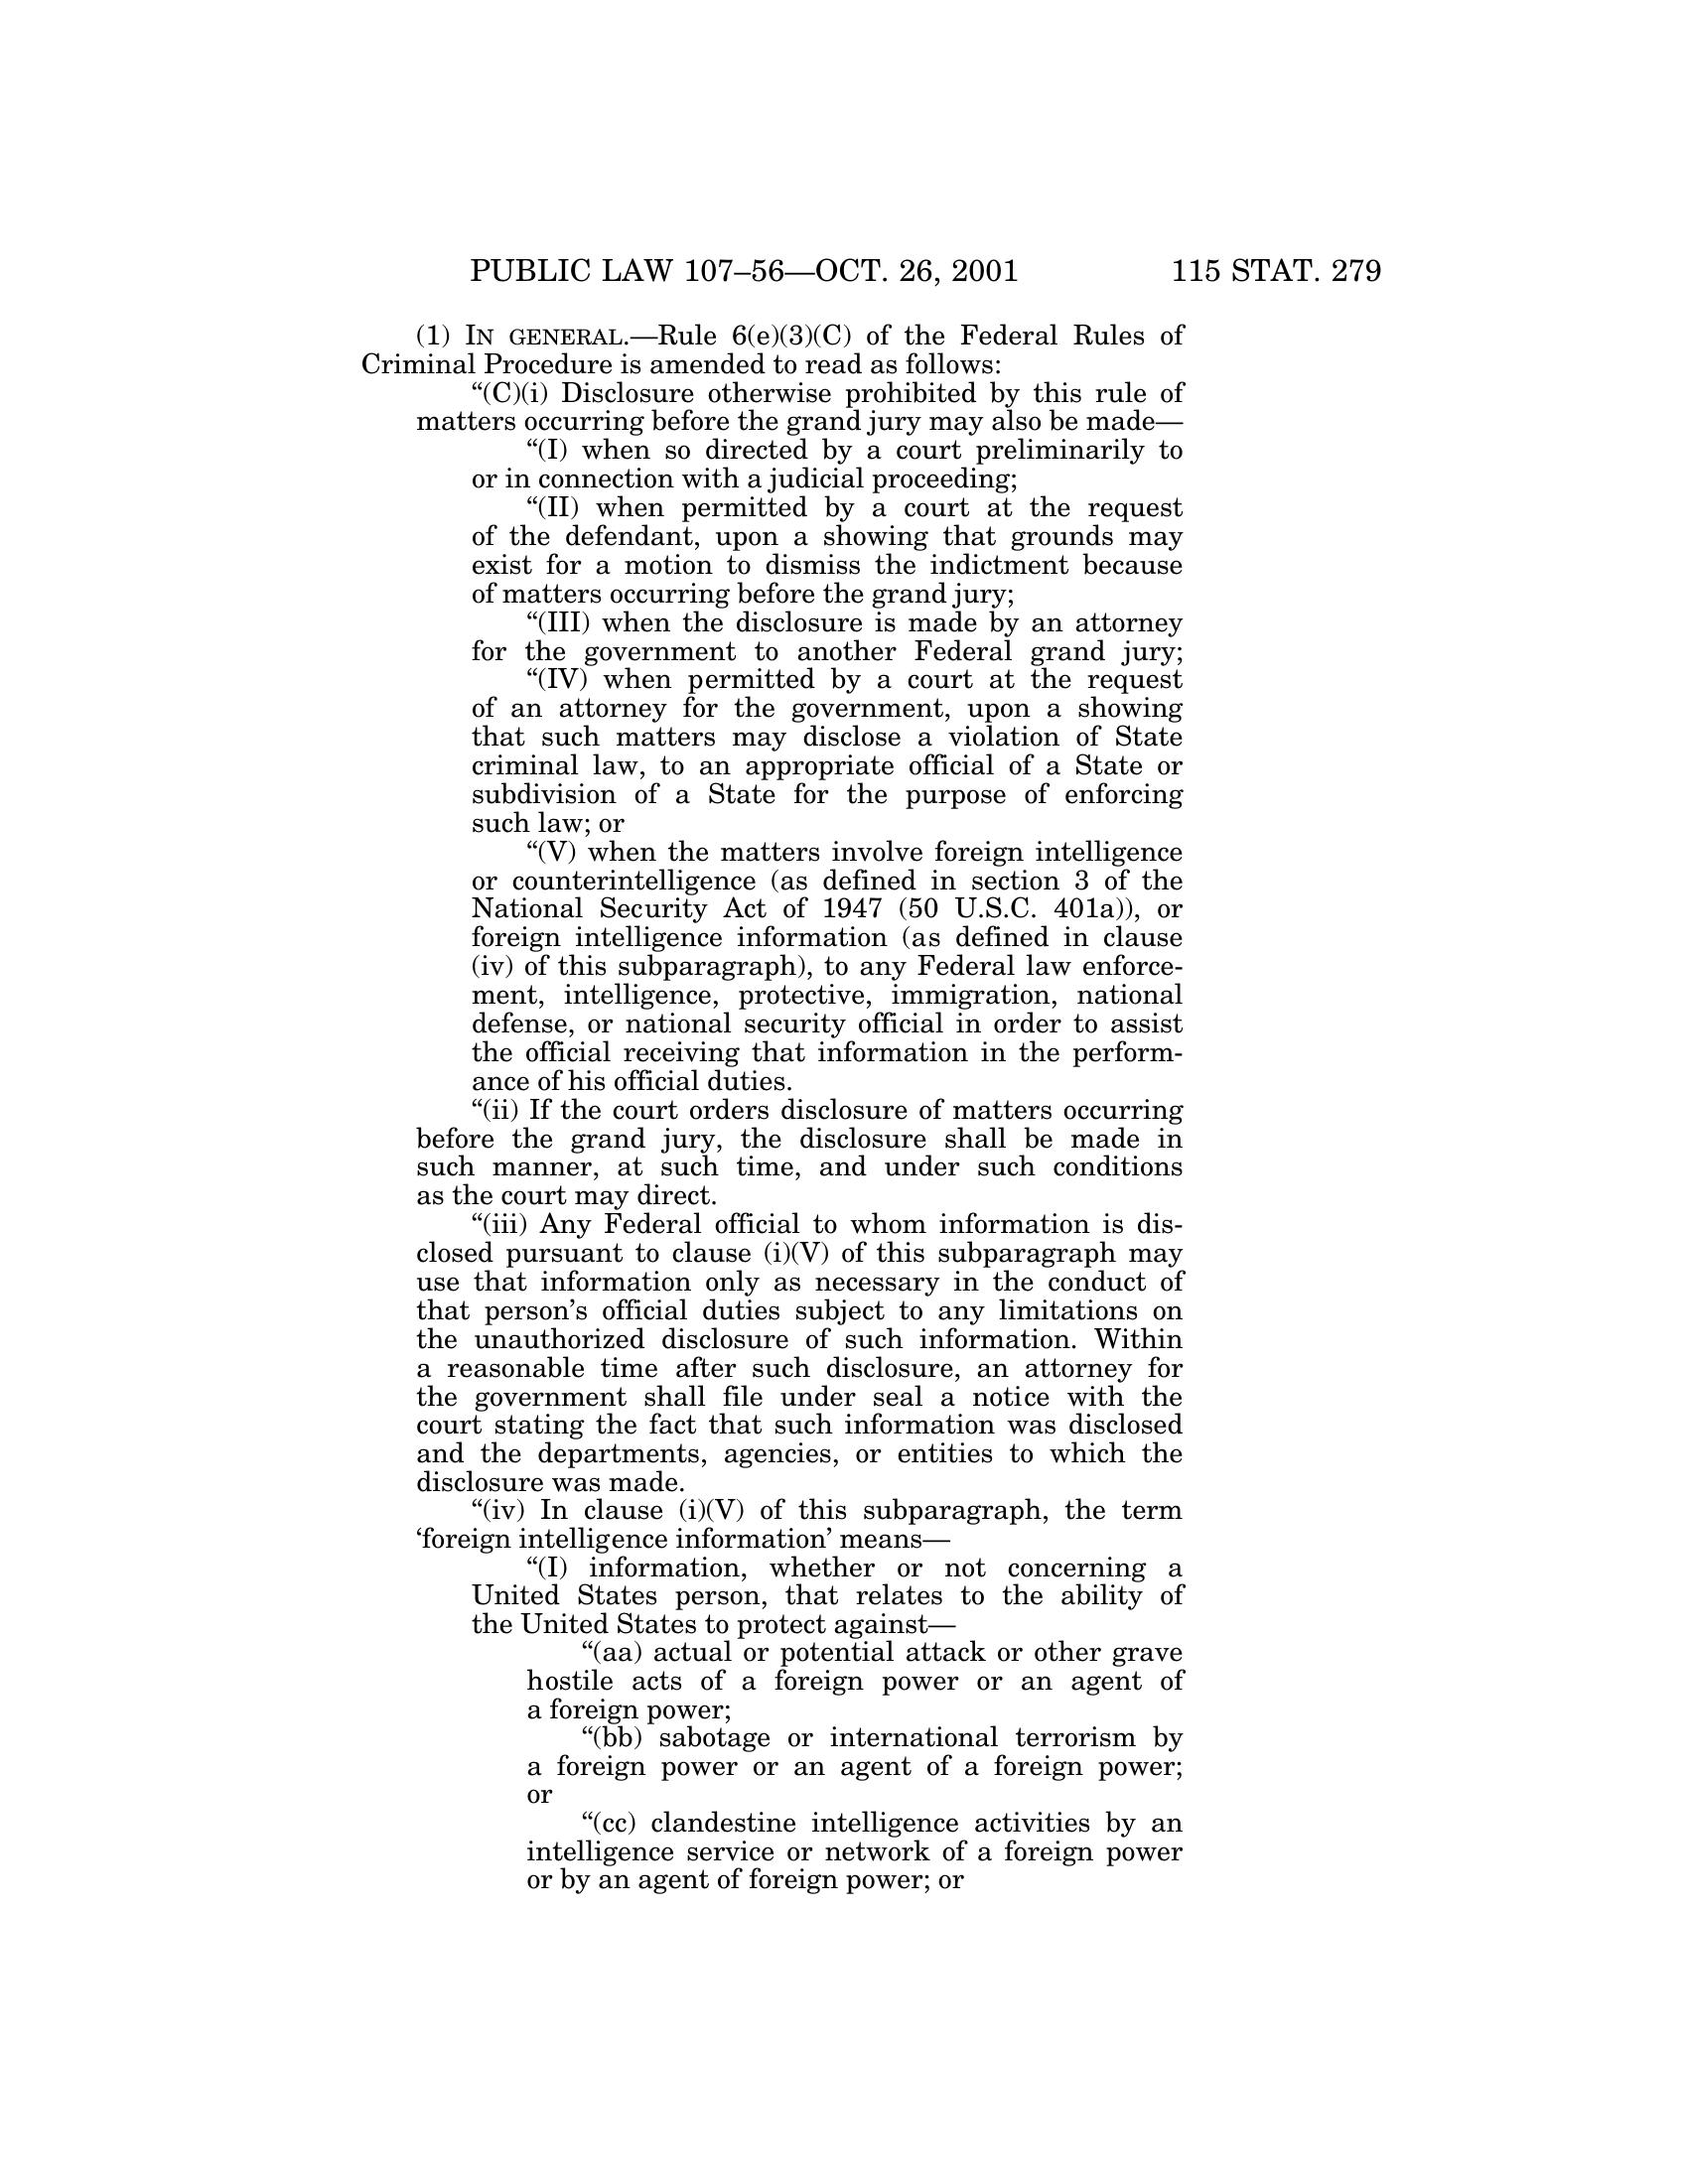 PUBLIC LAW 107–56—OCT. 26, 2001 115 STAT. 279
(1) IN GENERAL.—Rule 6(e)(3)(C) of the Federal Rules of
Criminal Procedure is amended to read as follows:
“(C)(i) Disclosure otherwise prohibited by this rule of
matters occurring before the grand jury may also be made—
“(I) when so directed by a court preliminarily to
or in connection with a judicial proceeding;
“(II) when permitted by a court at the request
of the defendant, upon a showing that grounds may
exist for a motion to dismiss the indictment because
of matters occurring before the grand jury;
“(III) when the disclosure is made by an attorney
for the government to another Federal grand jury;
“(IV) when permitted by a court at the request
of an attorney for the government, upon a showing
that such matters may disclose a violation of State
criminal law, to an appropriate official of a State or
subdivision of a State for the purpose of enforcing
such law; or
“(V) when the matters involve foreign intelligence
or counterintelligence (as defined in section 3 of the
National Security Act of 1947 (50 U.S.C. 401a)), or
foreign intelligence information (as defined in clause
(iv) of this subparagraph), to any Federal law enforce-
ment, intelligence, protective, immigration, national
defense, or national security official in order to assist
the official receiving that information in the perform-
ance of his official duties.
“(ii) If the court orders disclosure of matters occurring
before the grand jury, the disclosure shall be made in
such manner, at such time, and under such conditions
as the court may direct.
“(iii) Any Federal official to whom information is dis-
closed pursuant to clause (i)(V) of this subparagraph may
use that information only as necessary in the conduct of
that person’s official duties subject to any limitations on
the unauthorized disclosure of such information. Within
a reasonable time after such disclosure, an attorney for
the government shall file under seal a notice with the
court stating the fact that such information was disclosed
and the departments, agencies, or entities to which the
disclosure was made.
“(iv) In clause (i)(V) of this subparagraph, the term
‘foreign intelligence information’ means—
“(I) information, whether or not concerning a
United States person, that relates to the ability of
the United States to protect against—
“(aa) actual or potential attack or other grave
hostile acts of a foreign power or an agent of
a foreign power;
“(bb) sabotage or international terrorism by
a foreign power or an agent of a foreign power;
or
“(cc) clandestine intelligence activities by an
intelligence service or network of a foreign power
or by an agent of foreign power; or